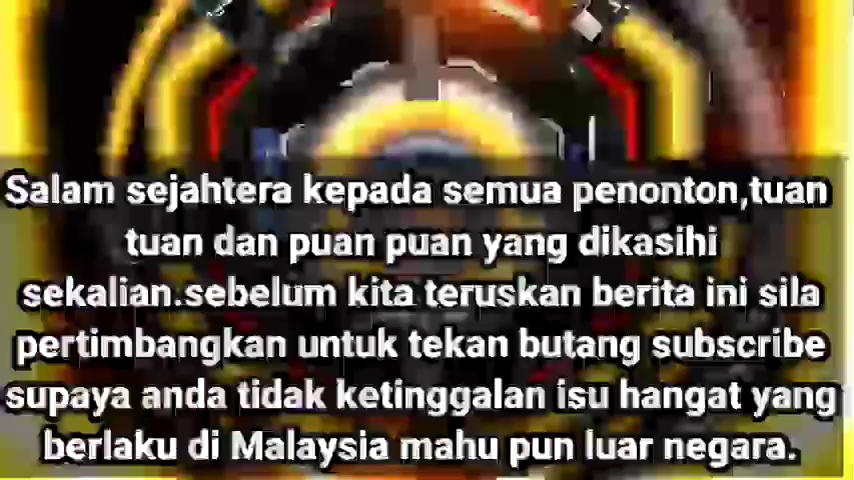 Salam sejahtera kepada semua penonton,tuan
tuan dan puan puan yang dikasihi
sekalian.sebelum kita teruskan berita ini sila
pertimbangkan untuk tekan butang subscribe
supaya anda tidak ketinggalan isu hangat yang
berlaku di Malaysia mahu pun luar negara.